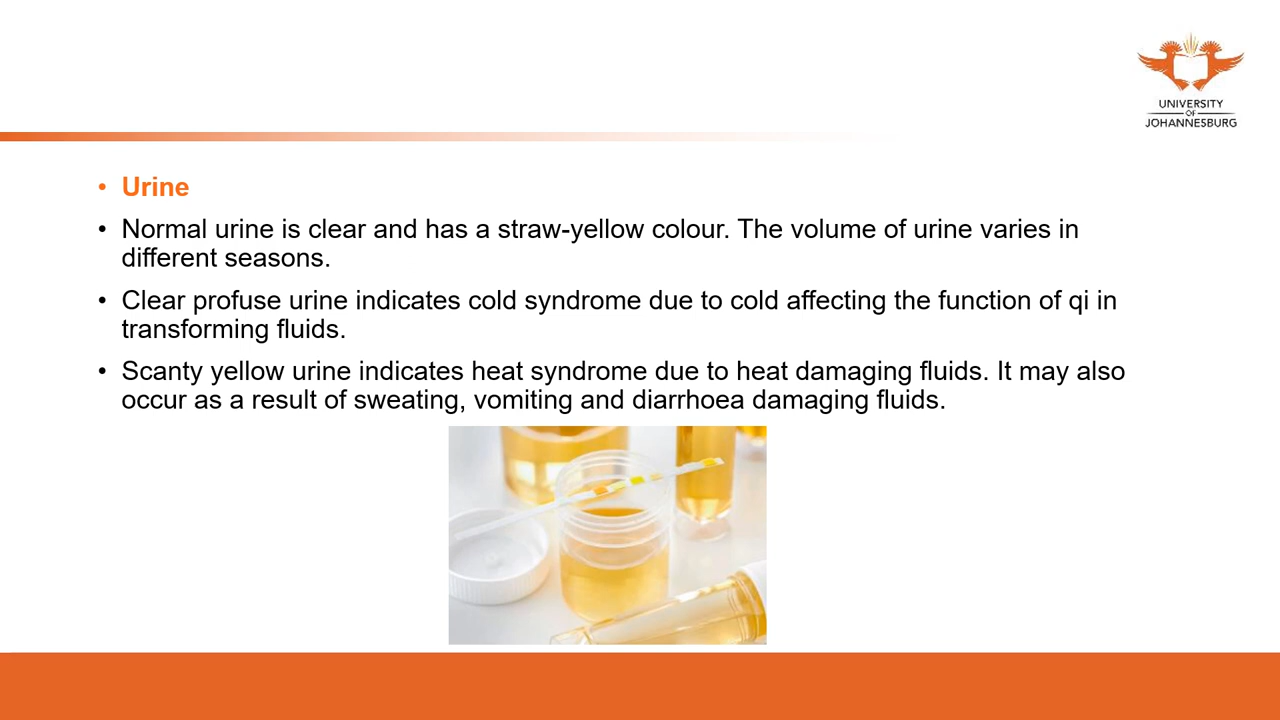 UNIVERSITY
OF
JOHANNESBURG
• Urine
• Normal urine is clear and has a straw-yellow colour. The volume of urine varies in
different seasons.
• Clear profuse urine indicates cold syndrome due to cold affecting the function of qi in
transforming fluids.
• Scanty yellow urine indicates heat syndrome due to heat damaging fluids. It may also
occur as a result of sweating, vomiting and diarrhoea damaging fluids.